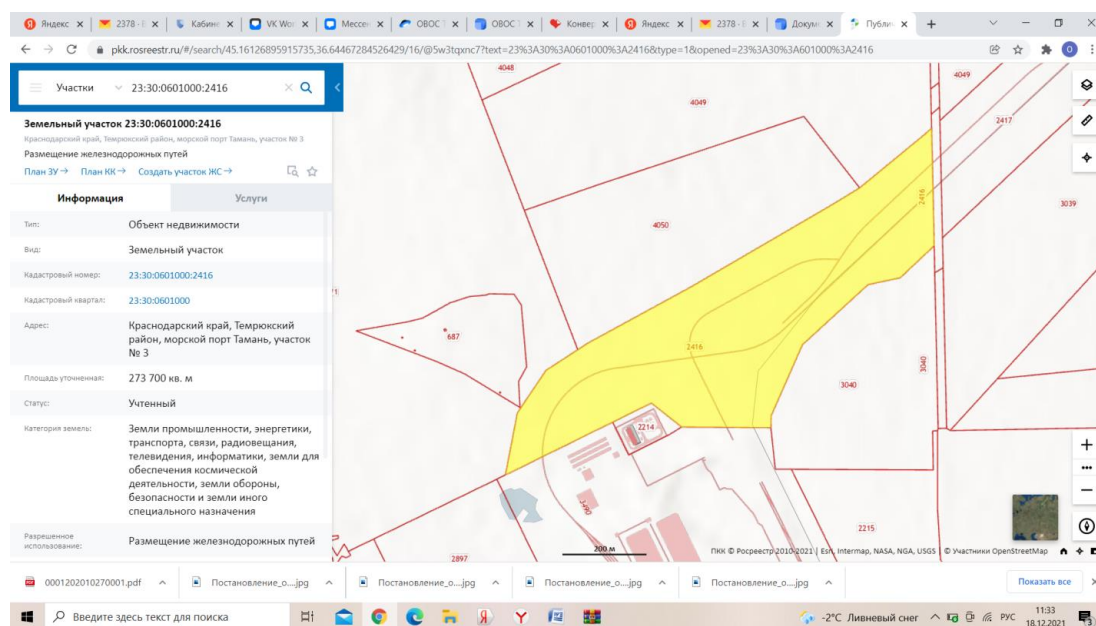 Яндекс
2378 - В
Кабине
VK Wor
Мессен
ОВОС Т
ОВОС Т
Конвер
Яндекс
2378 - В
Докум
Публич
pkk.rosreestr.ru/#/search/45.16126895915735,36.64467284526429/16/@5w3tqxnc7?text=23%3A30%3A0601000%3A2416&type=1&opened=23%3A30%3A601000%3A2416
Участки 23:30:0601000:2416
Земельный участок 23:30:0601000:2416
Краснодарский край, Темрюкский район, морской порт Тамань, участок № 3
Размещение железнодорожных путей
План ЗУ → План КК → Создать участок ЖС →
Информация Услуги
Тип: Объект недвижимости
Вид: Земельный участок
Кадастровый номер: 23:30:0601000:2416
Кадастровый квартал: 23:30:0601000
Адрес: Краснодарский край, Темрюкский
район, морской порт Тамань, участок
№ 3
Площадь уточненная: 273 700 кв. м
Статус: Учтенный
Категория земель: Земли промышленности, энергетики,
транспорта, связи, радиовещания,
телевидения, информатики, земли для
обеспечения космической
деятельности, земли обороны,
безопасности и земли иного
специального назначения
Разрешенное
использование: Размещение железнодорожных путей
4048
4049
4049
2417
2416
3039
4050
687
2416
3040
3040
2214
3490
2215
2897
200 м
ПКК © Росреестр 2010-2021 | Esri, Intermap, NASA, NGA, USGS | © Участники OpenStreetMap
0001202010270001.pdf
Постановление_о....jpg
Постановление_о....jpg
Постановление_о....jpg
Постановление_о....jpg
Показать все
Введите здесь текст для поиска
-2°C Ливневый снег
РУС
11:33
18.12.2021